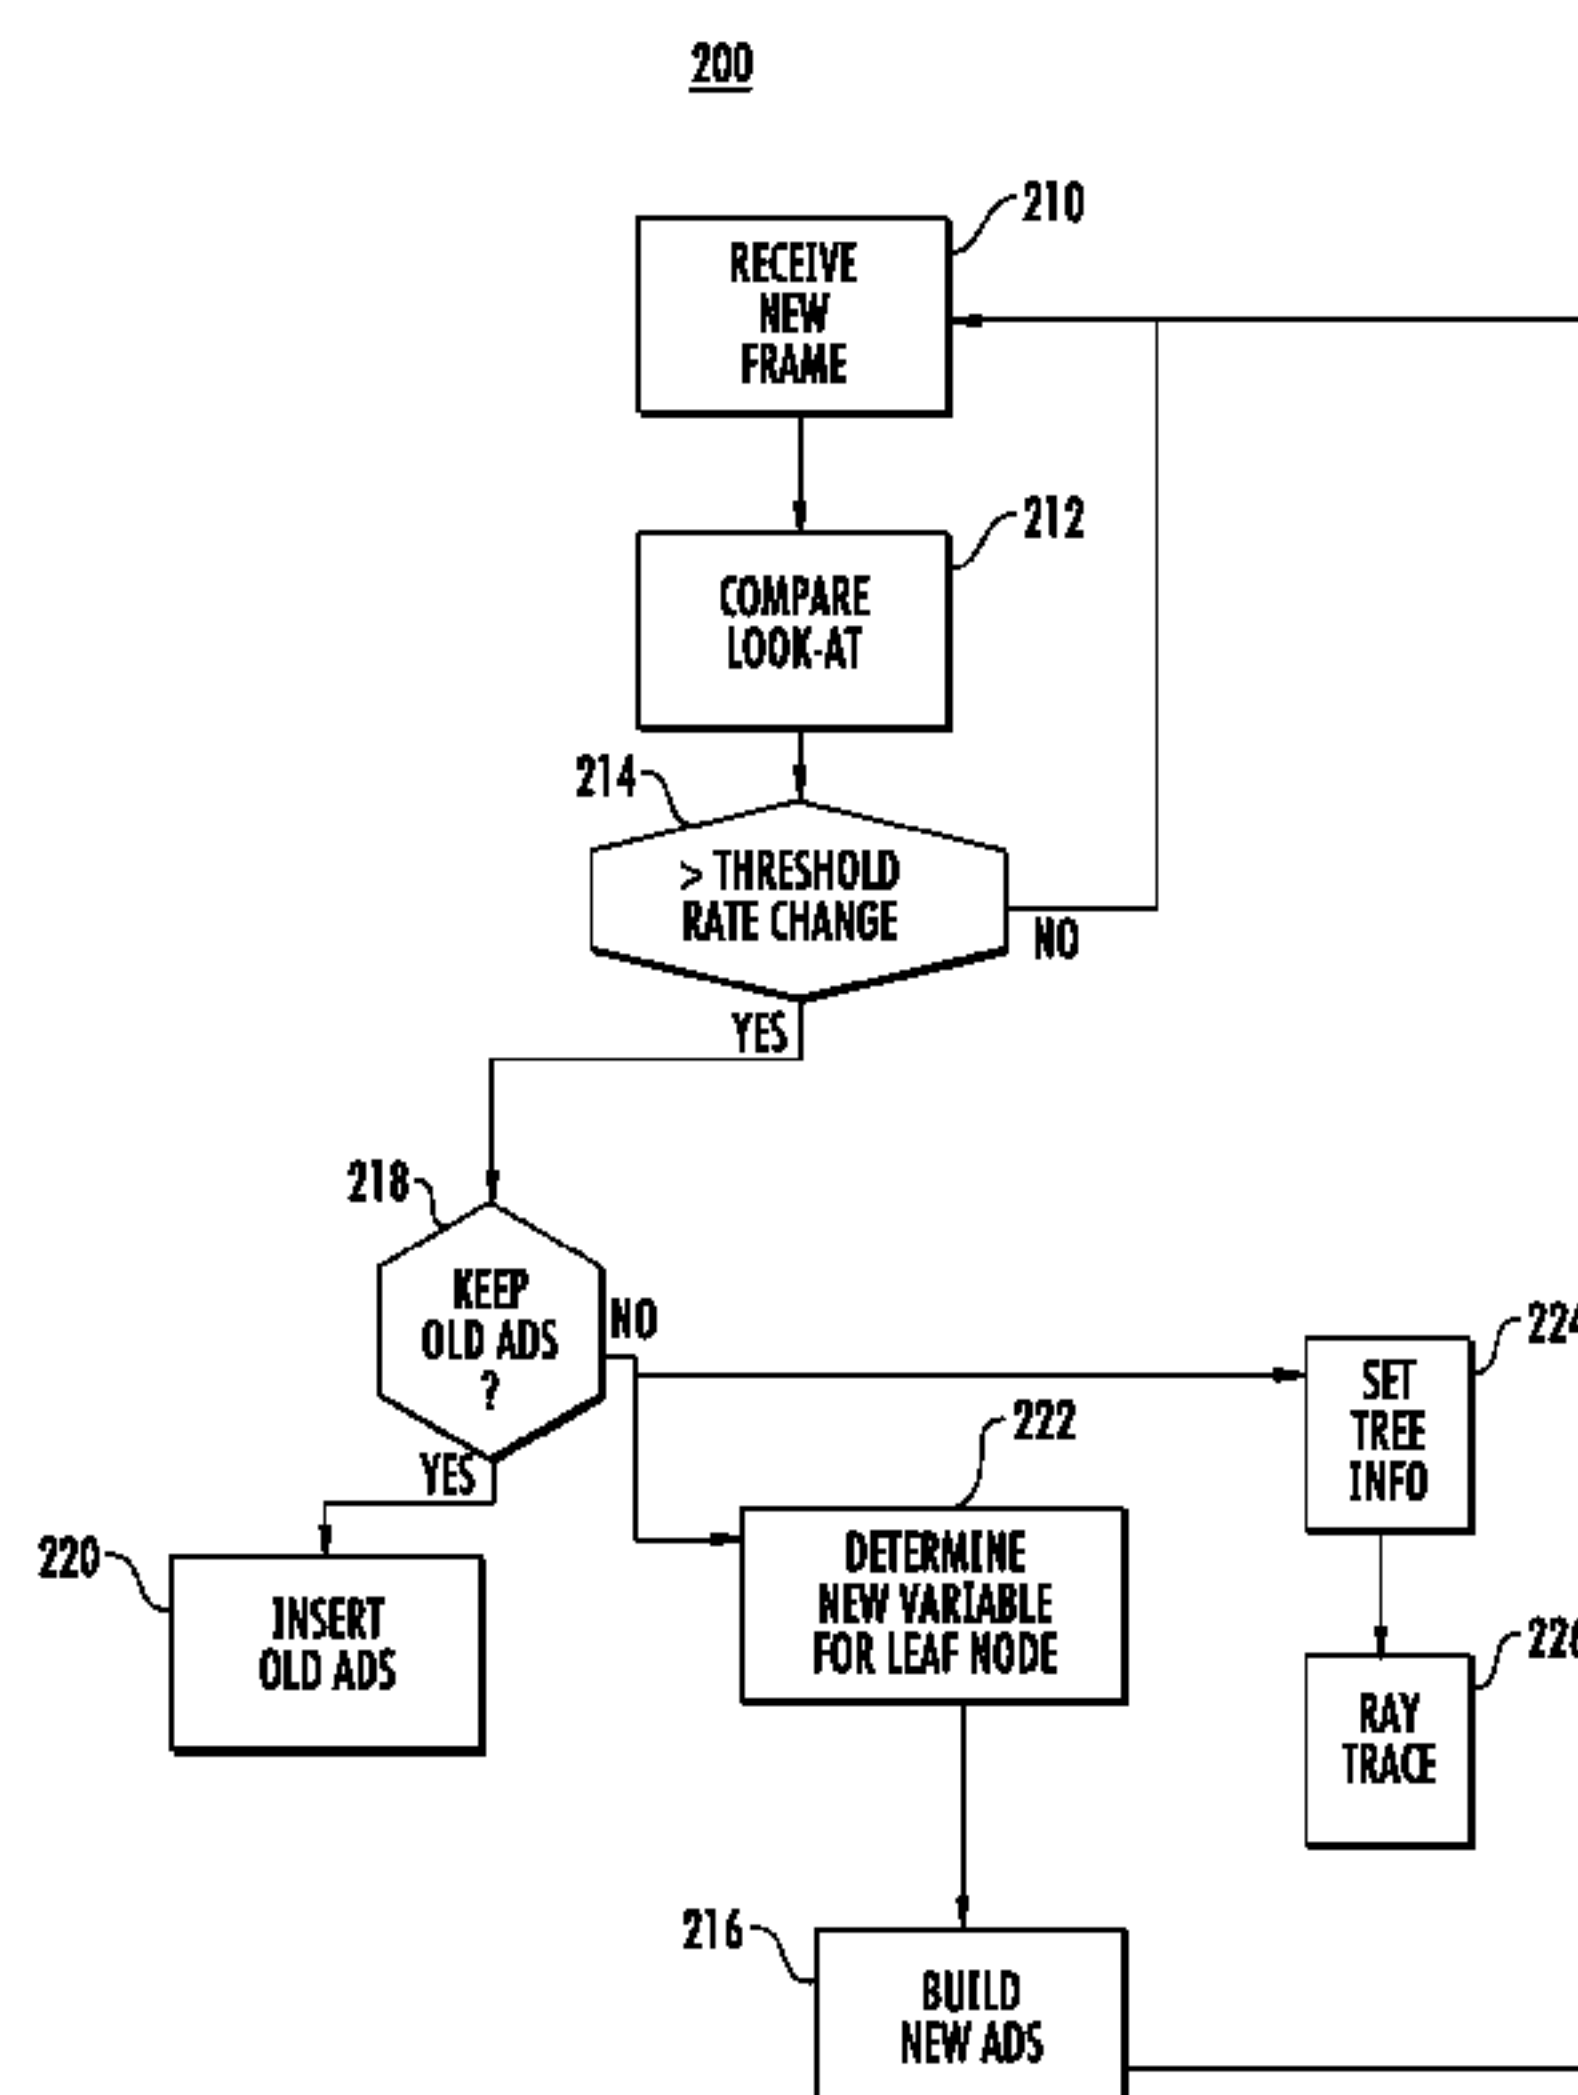 200
210
RECEIVE
NEW
FRAME
212
COMPARE
LOOK-AT
214
> THRESHOLD
RATE CHANGE
NO
YES
218
KEEP
OLD ADS
?
NO
YES
224
SET
TREE
INFO
222
220
INSERT
OLD ADS
DETERMINE
NEW VARIABLE
FOR LEAF NODE
RAY
TRACE
216
BUILD
NEW ADS